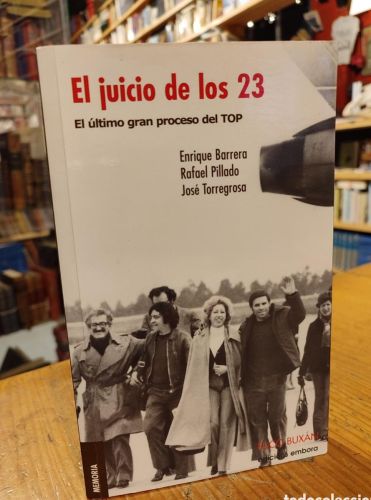 El juicio de los 23
El último gran proceso del TOP
Enrique Barrera
Rafael Pillado
José Torregrosa
BUXAN
embora
MEMORIA